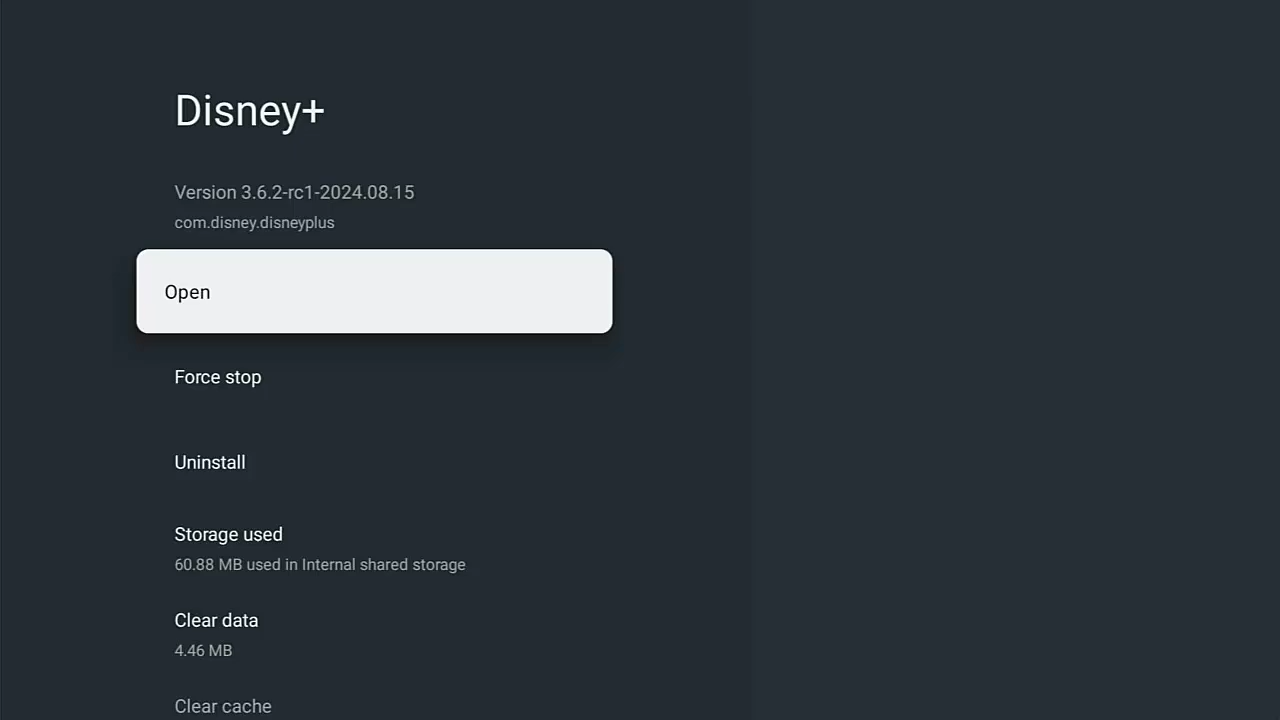 Disney+
Version 3.6.2-rc1-2024.08.15
com.disney.disneyplus
Open
Force stop
Uninstall
Storage used
60.88 MB used in Internal shared storage
Clear data
4.46 MB
Clear cache